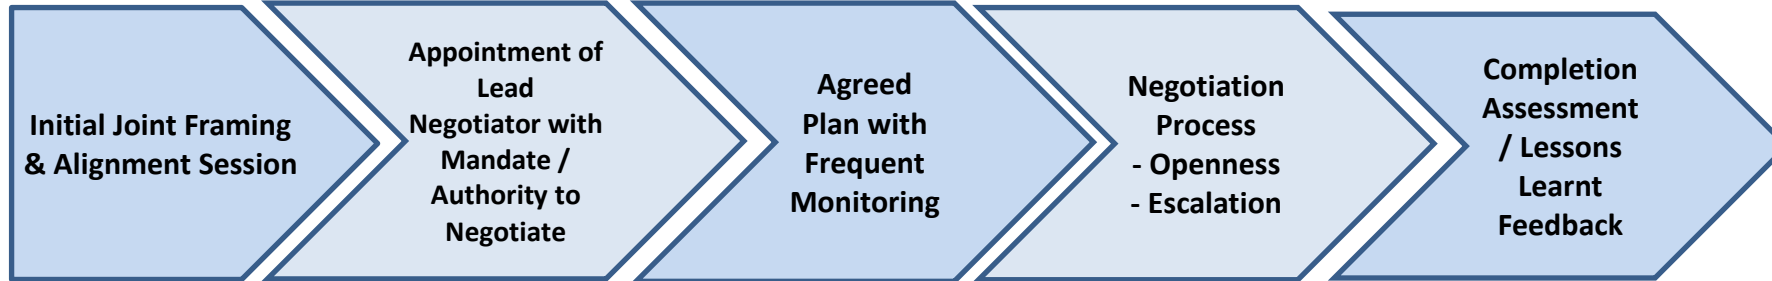 Initial Joint Framing
& Alignment Session
Appointment of
Lead
Negotiator with
Mandate /
Authority to
Negotiate
Agreed
Plan with
Frequent
Monitoring
Negotiation
Process
- Openness
- Escalation
Completion
Assessment
/ Lessons
Learnt
Feedback